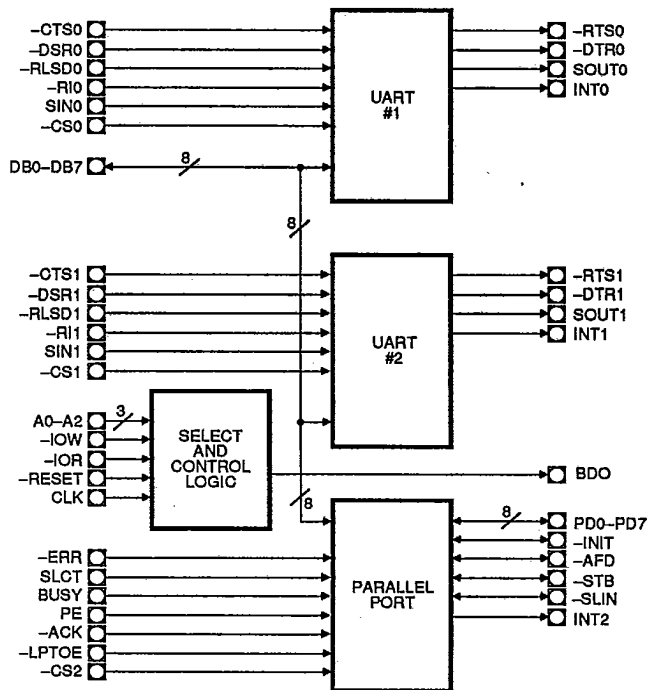 -CTS0
-DSR0
-RLSD0
-RI0
SIN0
-CS0
DB0-DB7
8
8
UART
#1
-RTS0
-DTR0
SOUT0
INT0
-CTS1
-DSR1
-RLSD1
-RI1
SIN1
-CS1
UART
#2
-RTS1
-DTR1
SOUT1
INT1
A0-A2
-IOW
-IOR
-RESET
CLK
3
SELECT
AND
CONTROL
LOGIC
BDO
8
-ERR
SLCT
BUSY
PE
-ACK
-LPTOE
-CS2
PARALLEL
PORT
8
PD0-PD7
-INIT
-AFD
-STB
-SLIN
INT2